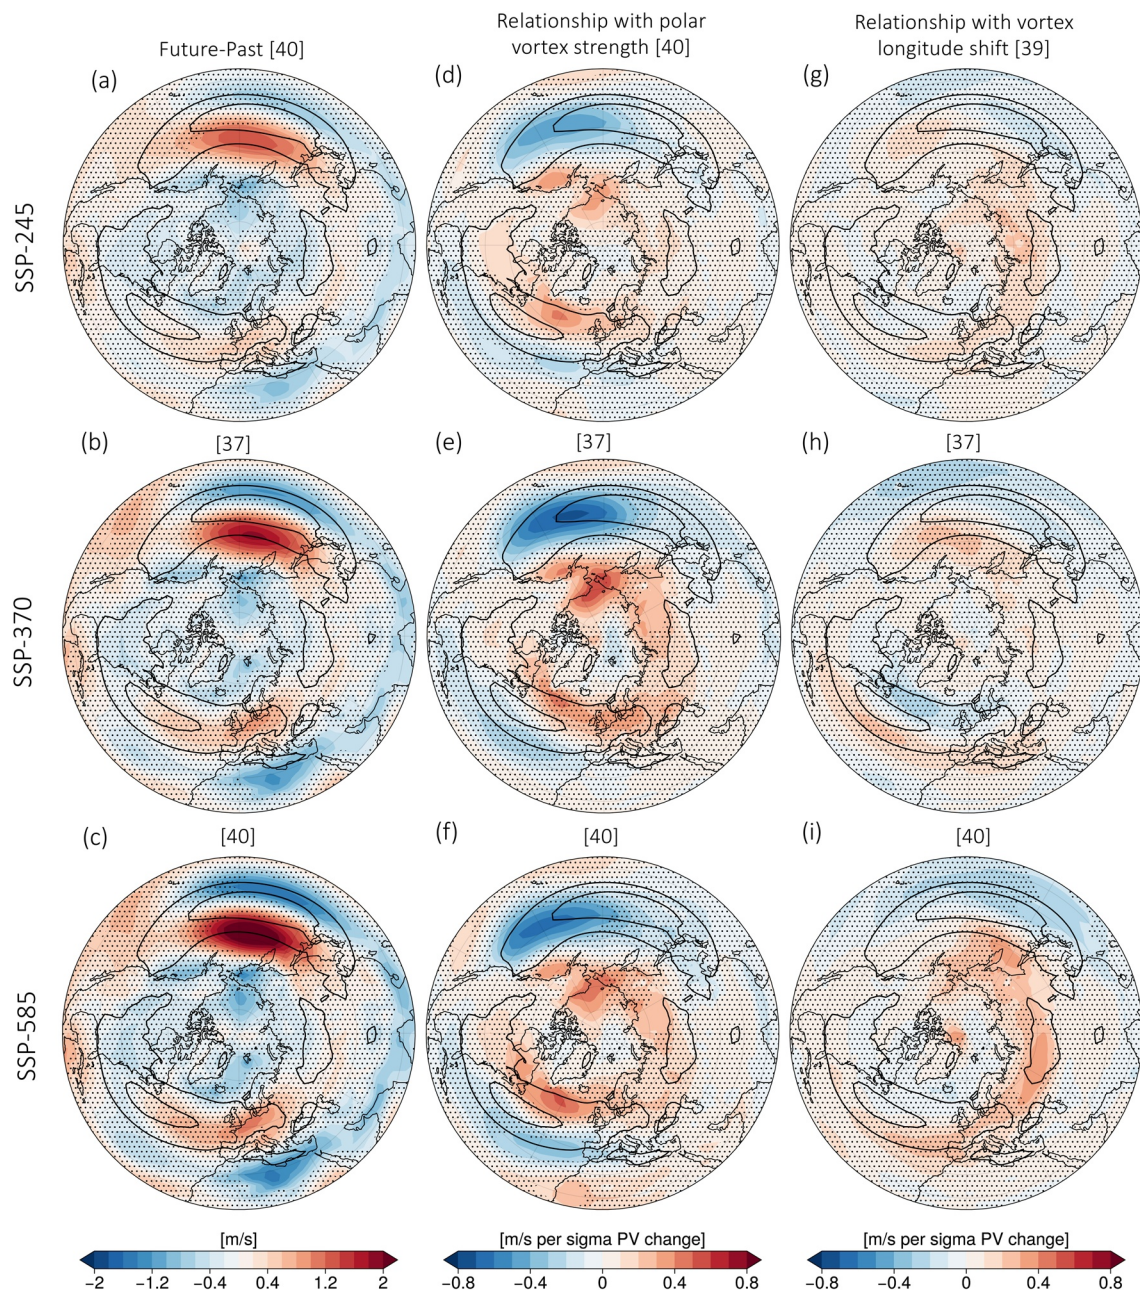 Future-Past [40]
Relationship with polar
vortex strength [40]
Relationship with vortex
longitude shift [39]
(a)
(d)
(g)
SSP-245
(b)
[37]
(e)
[37]
(h)
[37]
SSP-370
(c)
[40]
(f)
[40]
(i)
[40]
SSP-585
[m/s]
−2 −1.2 −0.4 0.4 1.2 2
[m/s per sigma PV change]
−0.8 −0.4 0 0.4 0.8
[m/s per sigma PV change]
−0.8 −0.4 0 0.4 0.8